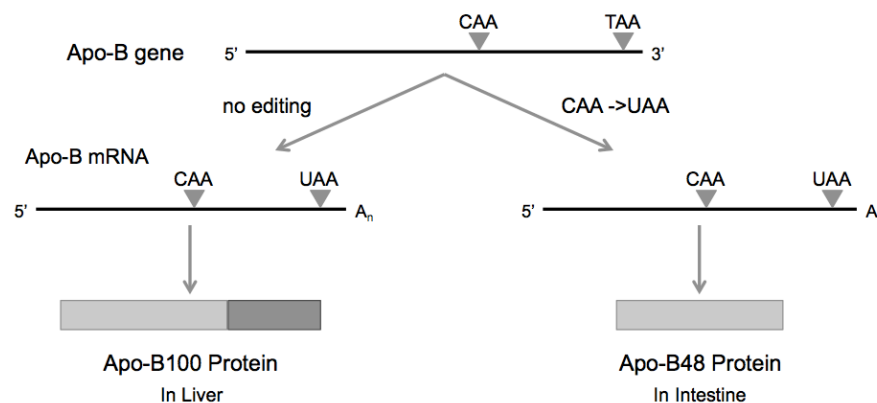 CAA TAA
Apo-B gene 5’ 3’
no editing CAA ->UAA
Apo-B mRNA
CAA UAA CAA UAA
5’ An 5’ A
Apo-B100 Protein Apo-B48 Protein
In Liver In Intestine